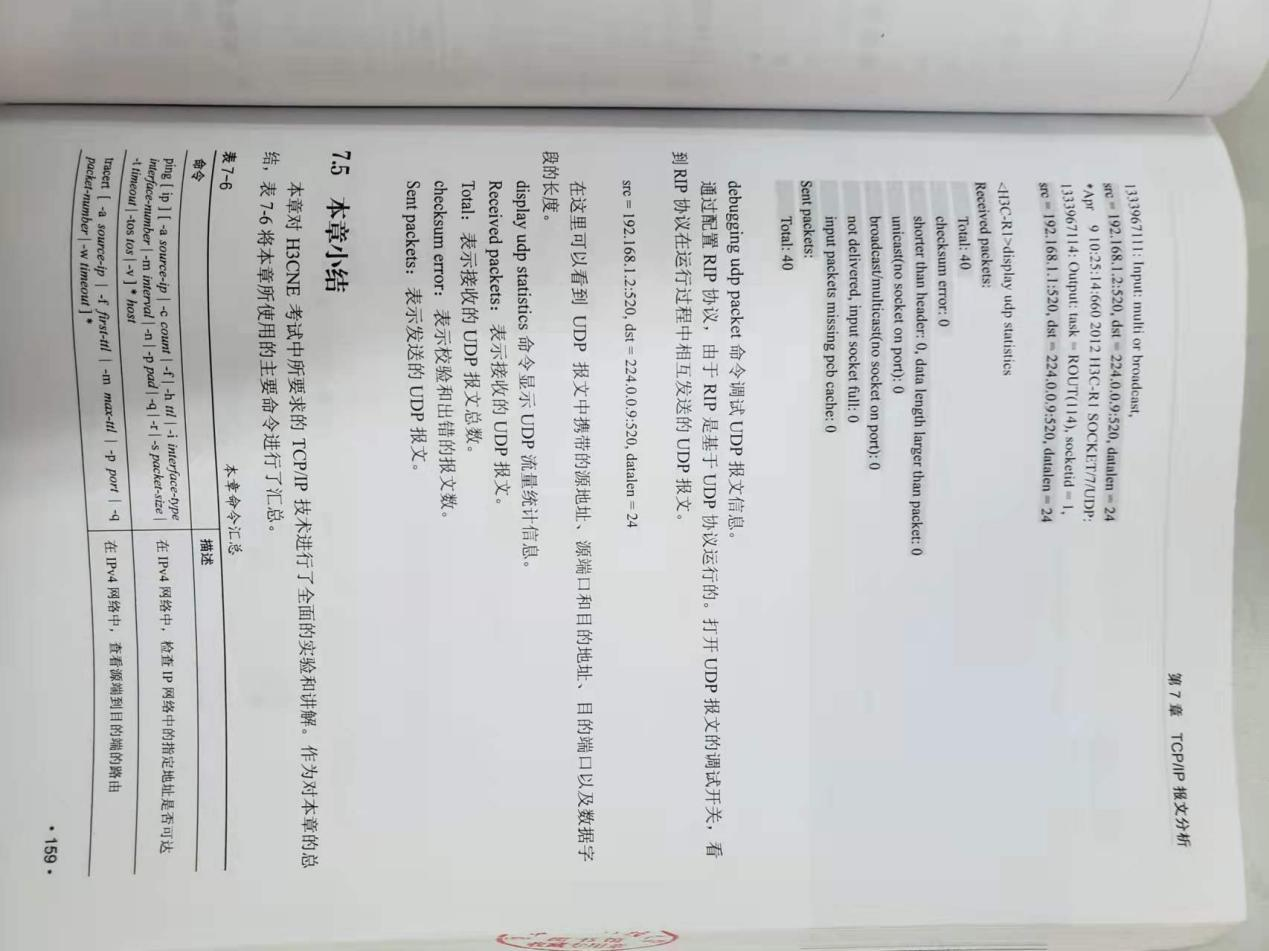 第 7 章 TCP/IP 报文分析
1333967111: Input: multi or broadcast,
src = 192.168.1.2:520, dst = 224.0.0.9:520, datalen = 24
*Apr 9 10:25:14:660 2012 H3C-R1 SOCKET/7/UDP:
1333967114: Output: task = ROUT(114), socketid = 1,
src = 192.168.1.1:520, dst = 224.0.0.9:520, datalen = 24
<H3C-R1>display udp statistics
Received packets:
Total: 40
checksum error: 0
shorter than header: 0, data length larger than packet: 0
unicast(no socket on port): 0
broadcast/multicast(no socket on port): 0
not delivered, input socket full: 0
input packets missing pcb cache: 0
Sent packets:
Total: 40
debugging udp packet 命令调试 UDP 报文信息。
通过配置 RIP 协议，由于 RIP 是基于 UDP 协议运行的。打开 UDP 报文的调试开关，看
到 RIP 协议在运行过程中相互发送的 UDP 报文。
src = 192.168.1.2:520, dst = 224.0.0.9:520, datalen = 24
在这里可以看到 UDP 报文中携带的源地址、源端口和目的地址、目的端口以及数据字
段的长度。
display udp statistics 命令显示 UDP 流量统计信息。
Received packets：表示接收的 UDP 报文。
Total：表示接收的 UDP 报文总数。
checksum error：表示校验和出错的报文数。
Sent packets：表示发送的 UDP 报文。
7.5 本章小结
本章对 H3CNE 考试中所要求的 TCP/IP 技术进行了全面的实验和讲解。作为对本章的总
结，表 7-6 将本章所使用的主要命令进行了汇总。
表 7-6 本章命令汇总
命令 描述
ping [ ip ] [ -a source-ip | -c count | -f | -h ttl | -i interface-type
interface-number | -m interval | -n | -p pad | -q | -r | -s packet-size |
-t timeout | -tos tos | -v ] * host
在 IPv4 网络中，检查 IP 网络中的指定地址是否可达
tracert [ -a source-ip | -f first-ttl | -m max-ttl | -p port | -q
packet-number | -w timeout ] *
在 IPv4 网络中，查看源端到目的端的路由
• 159 •